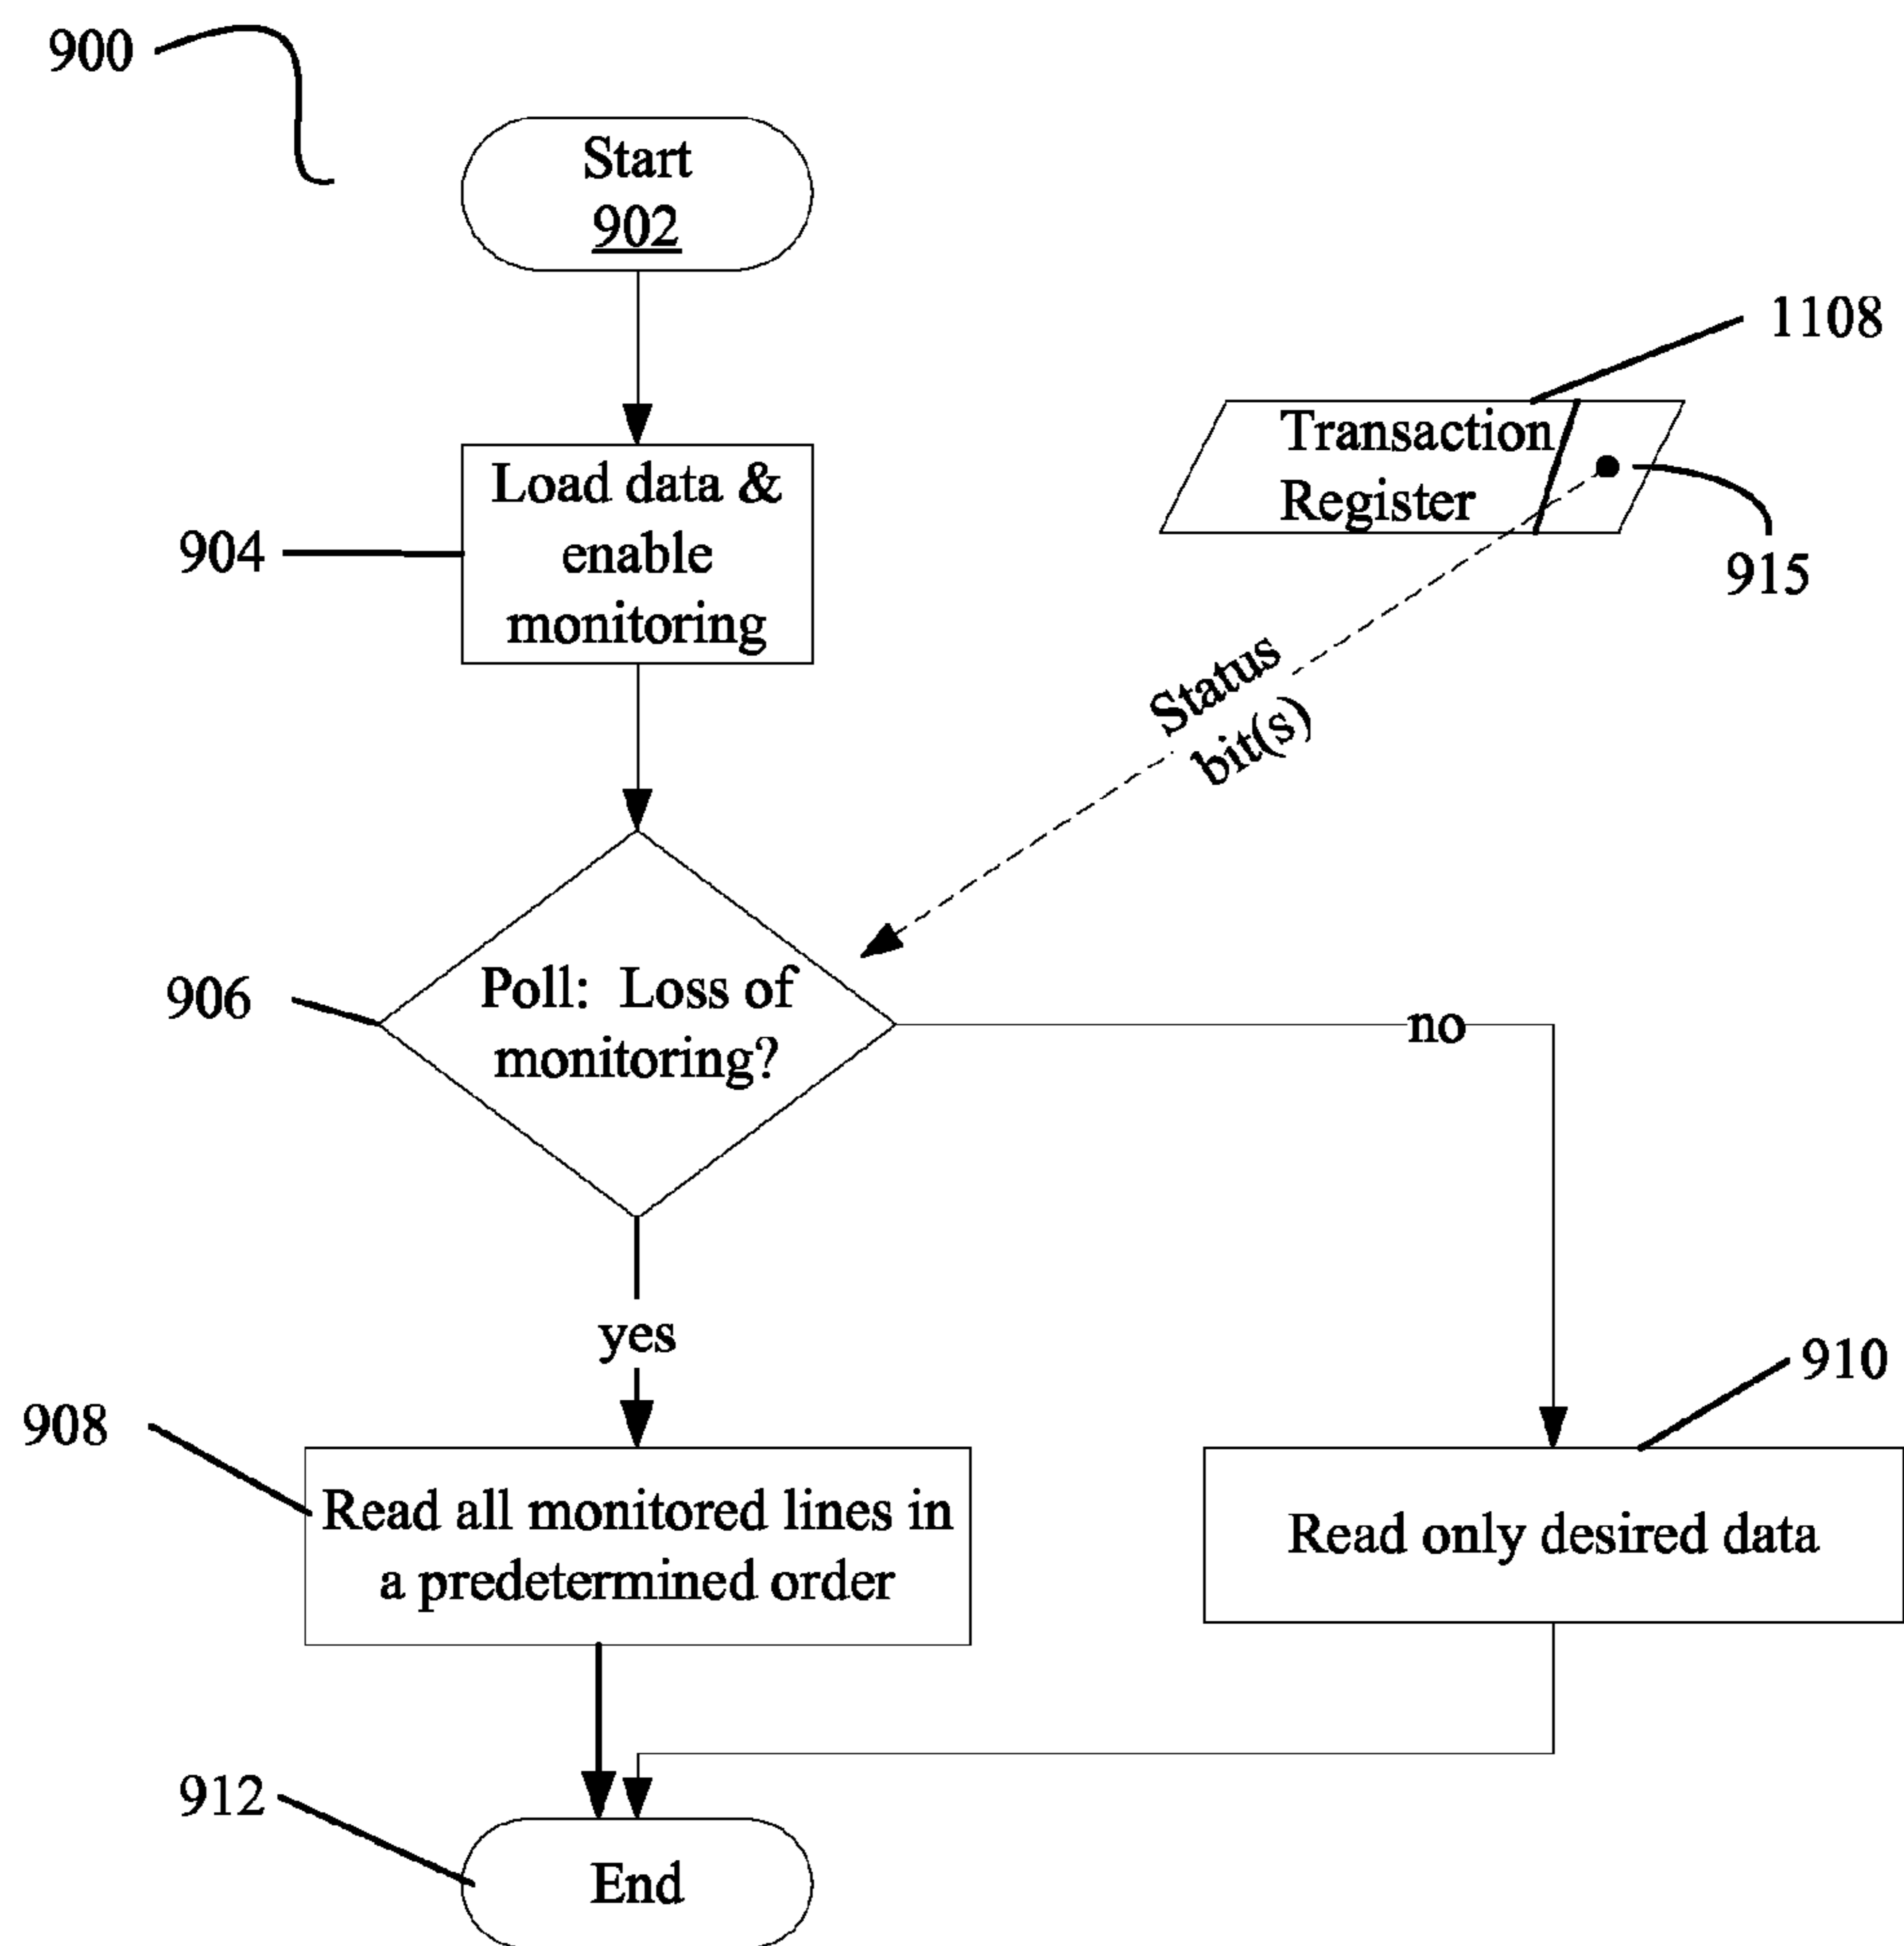 900
Start
902
1108
Transaction
Register
915
Load data &
enable
monitoring
904
Status
bit(s)
906
Poll: Loss of
monitoring?
no
yes
910
908
Read all monitored lines in
a predetermined order
Read only desired data
912
End